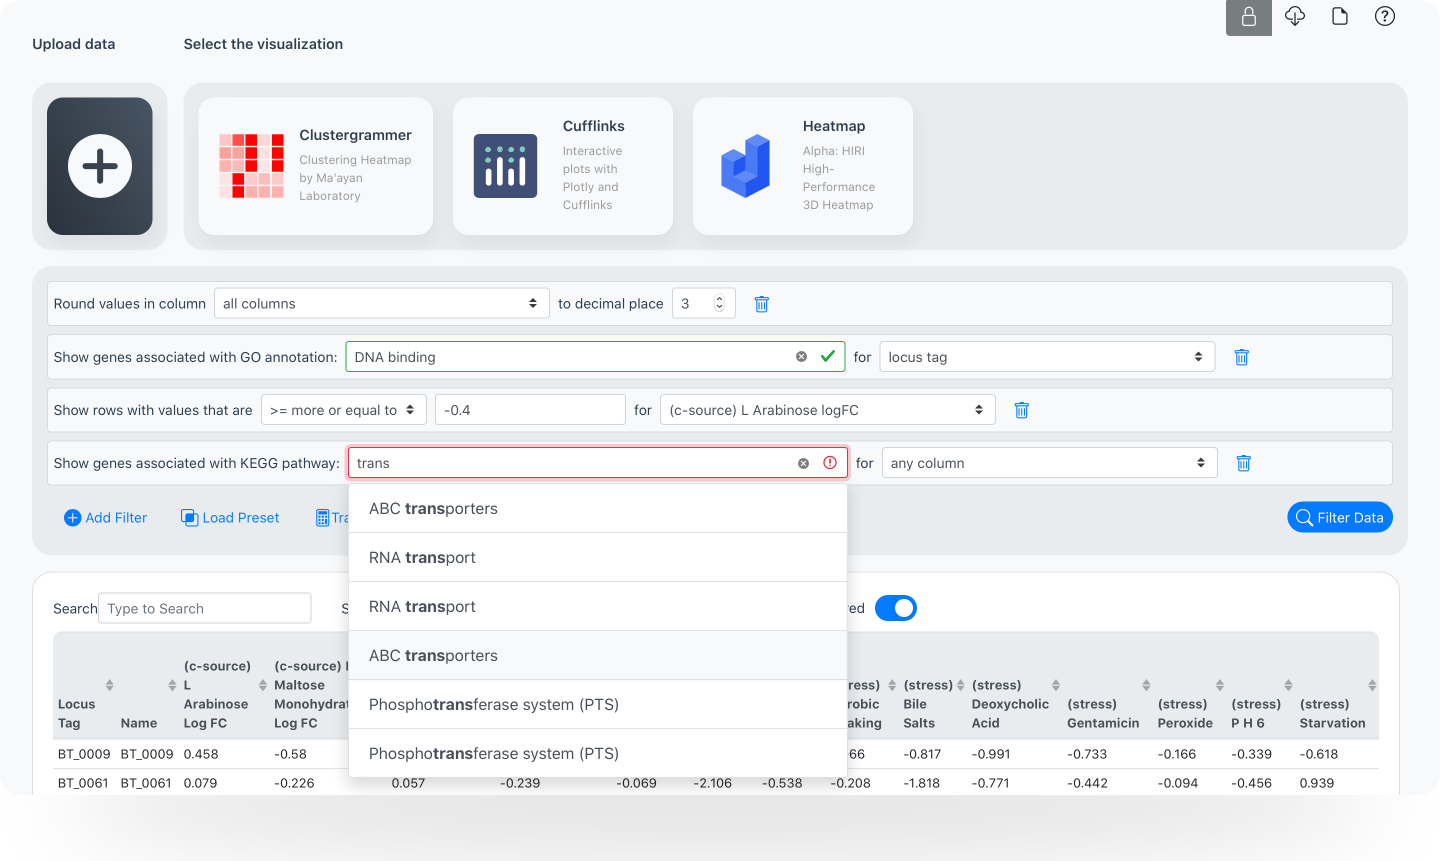 Upload data
Select the visualization
Clustergrammer
Clustering Heatmap
by Ma'ayan
Laboratory
Cufflinks
Interactive
plots with
Plotly and
Cufflinks
Heatmap
Alpha: HIRI
High-
Performance
3D Heatmap
Round values in column all columns to decimal place 3
Show genes associated with GO annotation: DNA binding for locus tag
Show rows with values that are >= more or equal to -0.4 for (c-source) L Arabinose logFC
Show genes associated with KEGG pathway: trans for any column
ABC transporters
RNA transport
RNA transport
ABC transporters
Phosphotransferase system (PTS)
Phosphotransferase system (PTS)
Add Filter Load Preset Filter Data
Search Type to Search
Locus
Tag
Name
(c-source)
L
Arabinose
Log FC
(c-source)
Maltose
Log FC
(stress)
Bile
Salts
(stress)
Deoxycholic
Acid
(stress)
Gentamicin
(stress)
Peroxide
(stress)
P H 6
(stress)
Starvation
BT_0009 BT_0009 0.458 -0.58 -0.817 -0.991 -0.733 -0.166 -0.339 -0.618
BT_0061 BT_0061 0.079 -0.226 0.057 -0.239 -0.069 -2.106 -0.538 -0.208 -1.818 -0.771 -0.442 -0.094 -0.456 0.939